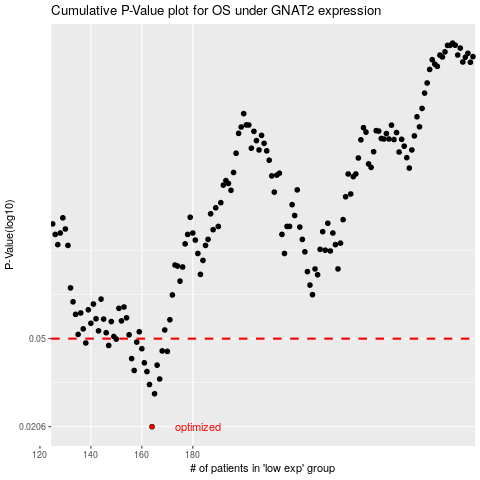 Cumulative P-Value plot for OS under GNAT2 expression
P-Value(log10)
0.05
0.0206
optimized
120 140 160 180
# of patients in 'low exp' group